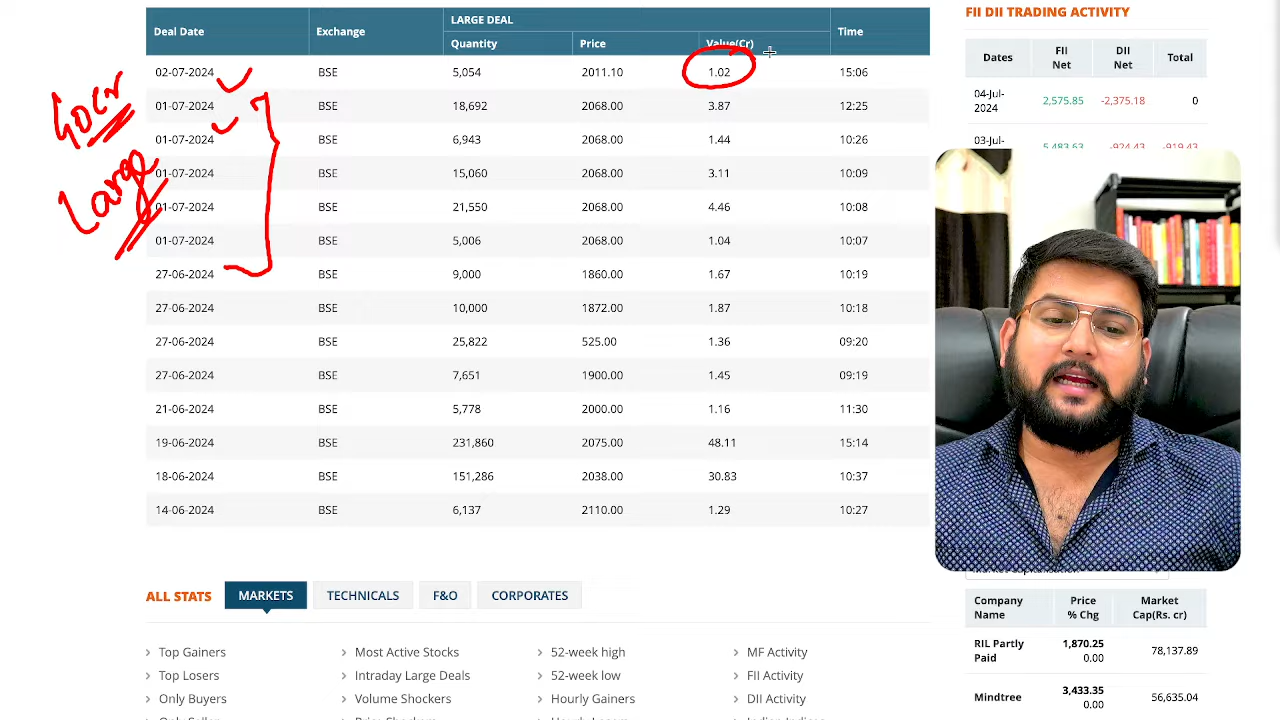 LARGE DEAL
Deal Date Exchange Quantity Price Value(Cr) Time
02-07-2024 BSE 5,054 2011.10 1.02 15:06
01-07-2024 BSE 18,692 2068.00 3.87 12:25
01-07-2024 BSE 6,943 2068.00 1.44 10:26
01-07-2024 BSE 15,060 2068.00 3.11 10:09
01-07-2024 BSE 21,550 2068.00 4.46 10:08
01-07-2024 BSE 5,006 2068.00 1.04 10:07
27-06-2024 BSE 9,000 1860.00 1.67 10:19
27-06-2024 BSE 10,000 1872.00 1.87 10:18
27-06-2024 BSE 25,822 525.00 1.36 09:20
27-06-2024 BSE 7,651 1900.00 1.45 09:19
21-06-2024 BSE 5,778 2000.00 1.16 11:30
19-06-2024 BSE 231,860 2075.00 48.11 15:14
18-06-2024 BSE 151,286 2038.00 30.83 10:37
14-06-2024 BSE 6,137 2110.00 1.29 10:27
Large
FII DII TRADING ACTIVITY
Dates FII Net DII Net Total
04-Jul-
2024 2,575.85 -2,375.18 0
03-Jul- 5,483.63 -924.43 -919.43
ALL STATS MARKETS TECHNICALS F&O CORPORATES
Top Gainers Most Active Stocks 52-week high MF Activity
Top Losers Intraday Large Deals 52-week low FII Activity
Only Buyers Volume Shockers Hourly Gainers DII Activity
Company Name Price % Chg Market Cap(Rs. cr)
RIL Partly Paid 1,870.25 0.00 78,137.89
Mindtree 3,433.35 0.00 56,635.04